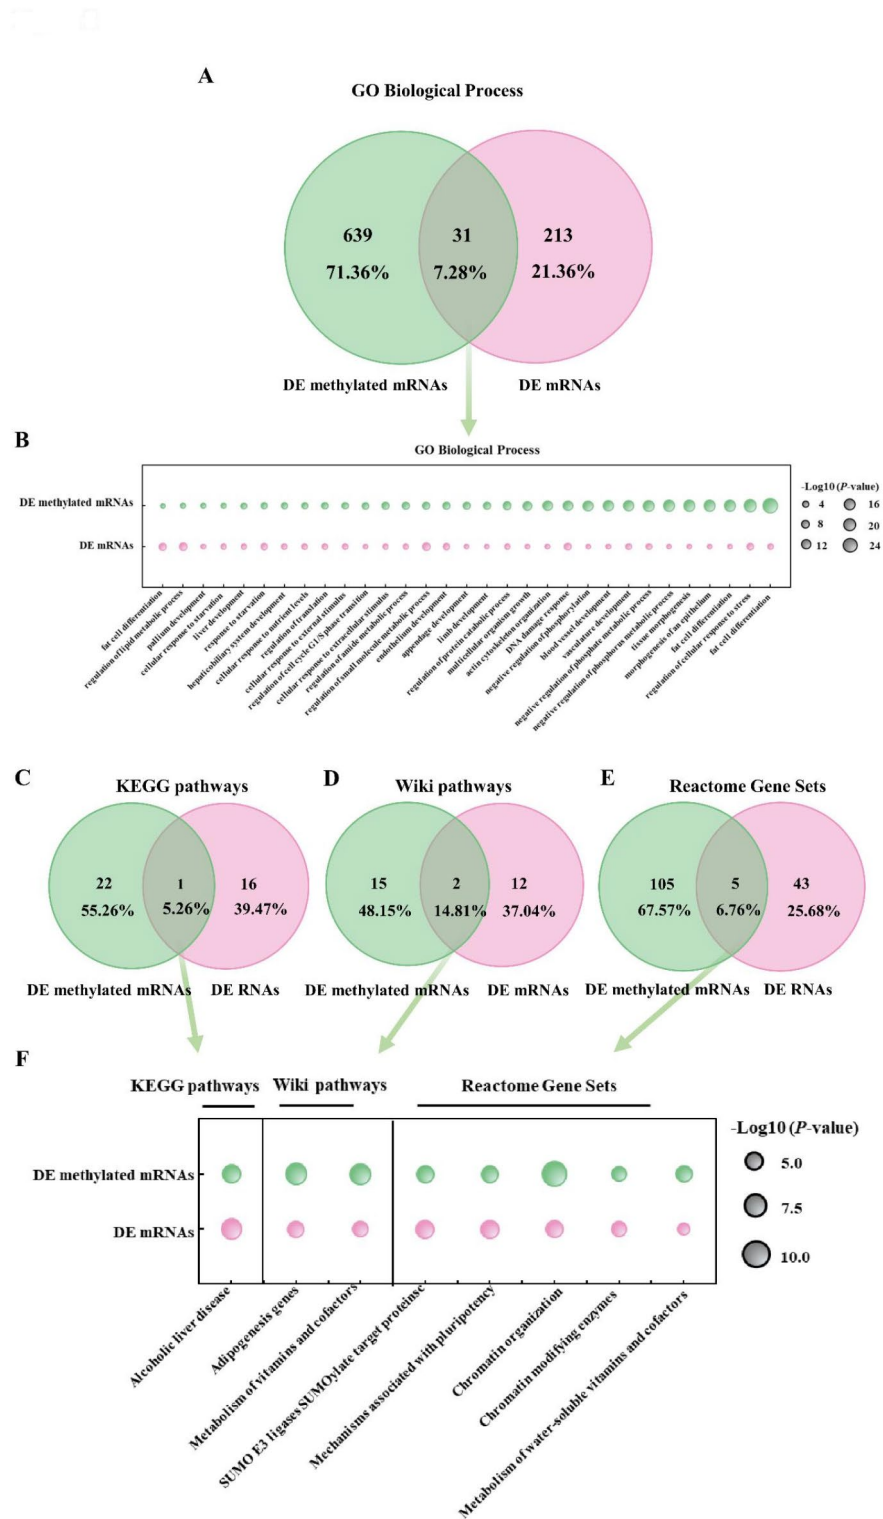 A
GO Biological Process
639
31
213
71.36%
7.28%
21.36%
DE methylated mRNAs
DE mRNAs
B
GO Biological Process
DE methylated mRNAs
DE mRNAs
-Log10 (P-value)
4
16
8
20
12
24
fat cell differentiation
regulation of lipid metabolic process
pallium development
cellular response to starvation
liver development
response to starvation
hepaticobiliary system development
cellular response to nutrient levels
regulation of translation
cellular response to external stimulus
regulation of cell cycle G1/S phase transition
cellular response to extracellular stimulus
regulation of amide metabolic process
regulation of small molecule metabolic process
endothelium development
appendage development
limb development
regulation of protein catabolic process
multicellular organism growth
actin cytoskeleton organization
DNA damage response
negative regulation of phosphorylation
blood vessel development
vasculature development
negative regulation of phosphate metabolic process
negative regulation of phosphorus metabolic process
tissue morphogenesis
morphogenesis of an epithelium
fat cell differentiation
regulation of cellular response to stress
fat cell differentiation
C
KEGG pathways
22
1
16
55.26%
5.26%
39.47%
DE methylated mRNAs
DE RNAs
D
Wiki pathways
15
2
12
48.15%
14.81%
37.04%
DE methylated mRNAs
DE mRNAs
E
Reactome Gene Sets
105
5
43
67.57%
6.76%
25.68%
DE methylated mRNAs
DE RNAs
F
KEGG pathways
Wiki pathways
Reactome Gene Sets
DE methylated mRNAs
DE mRNAs
-Log10 (P-value)
5.0
7.5
10.0
Alcoholic liver disease
Adipogenesis genes
Metabolism of vitamins and cofactors
SUMO E3 ligases SUMOylate target proteinsc
Mechanisms associated with pluripotency
Chromatin organization
Chromatin modifying enzymes
Metabolism of water-soluble vitamins and cofactors